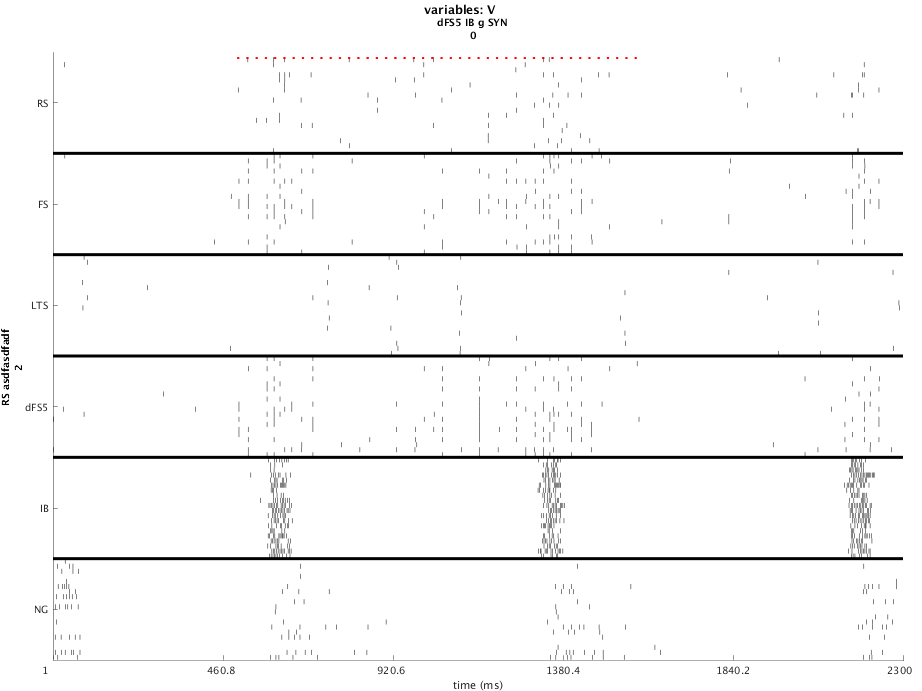 variables: V
dFS5 IB g SYN
0
RS
FS
LTS
dFS5
IB
NG
RS asdfasdfadf
2
1
460.8
920.6
1380.4
1840.2
2300
time (ms)